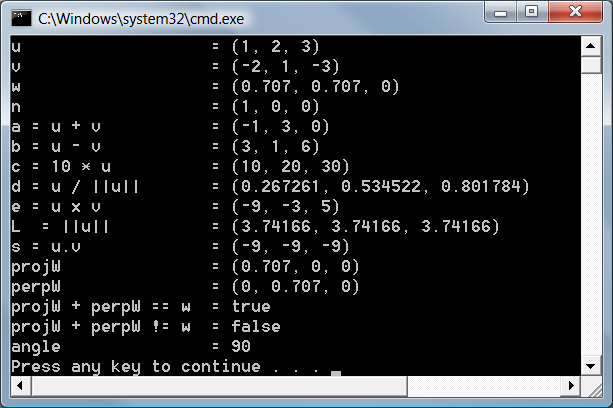 C:\Windows\system32\cmd.exe
u                  = (1, 2, 3)
v                  = (-2, 1, -3)
w                  = (0.707, 0.707, 0)
n                  = (1, 0, 0)
a = u + v          = (-1, 3, 0)
b = u - v          = (3, 1, 6)
c = 10 * u         = (10, 20, 30)
d = u / ||u||      = (0.267261, 0.534522, 0.801784)
e = u x v          = (-9, -3, 5)
L  = ||u||         = (3.74166, 3.74166, 3.74166)
s = u.v            = (-9, -9, -9)
projW              = (0.707, 0, 0)
perpW              = (0, 0.707, 0)
projW + perpW == w = true
projW + perpW != w = false
angle              = 90
Press any key to continue . . .